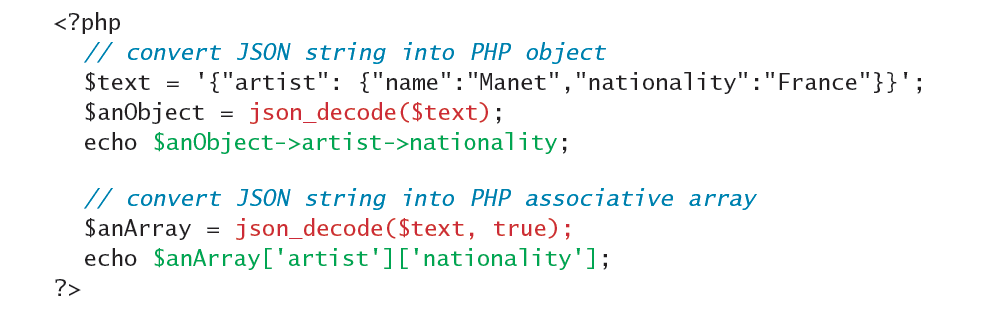 <?php
// convert JSON string into PHP object
$text = '{"artist": {"name":"Manet","nationality":"France"}}';
$anObject = json_decode($text);
echo $anObject->artist->nationality;
// convert JSON string into PHP associative array
$anArray = json_decode($text, true);
echo $anArray['artist']['nationality'];
?>